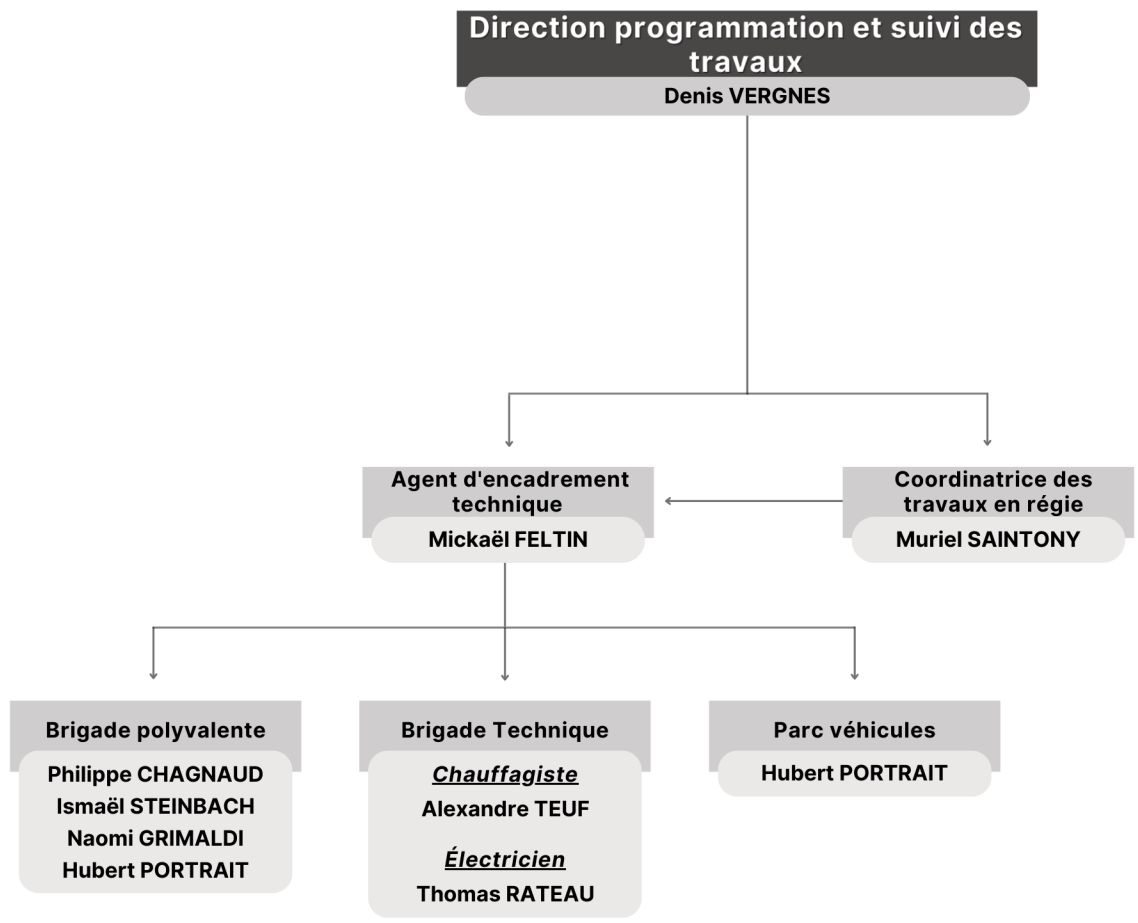 Direction programmation et suivi des
travaux
Denis VERGNES
Agent d'encadrement
technique
Mickaël FELTIN
Coordinatrice des
travaux en régie
Muriel SAINTONY
Brigade polyvalente
Philippe CHAGNAUD
Ismaël STEINBACH
Naomi GRIMALDI
Hubert PORTRAIT
Brigade Technique
Chauffagiste
Alexandre TEUF
Électricien
Thomas RATEAU
Parc véhicules
Hubert PORTRAIT